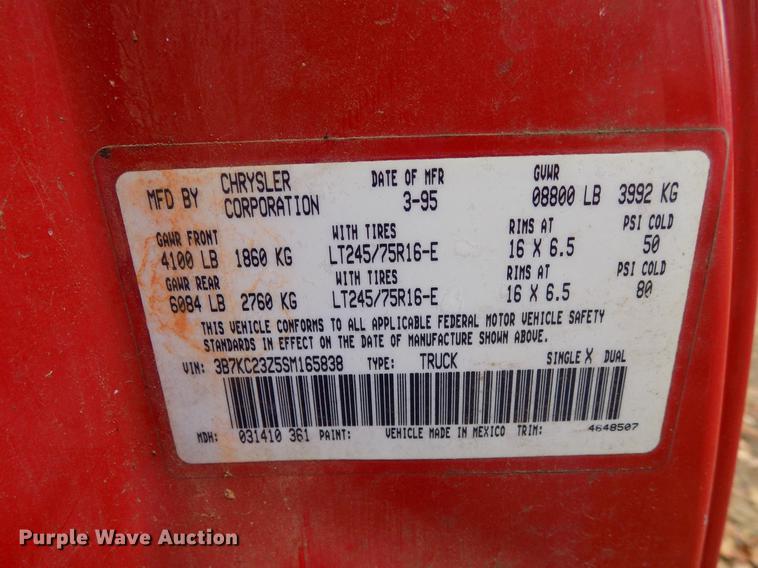 MFD BY CHRYSLER CORPORATION DATE OF MFR 3-95 GVWR 08800 LB 3992 KG
GAWR FRONT WITH TIRES RIMS AT PSI COLD
4100 LB 1860 KG LT245/75R16-E 16 X 6.5 50
GAWR REAR WITH TIRES RIMS AT PSI COLD
6084 LB 2760 KG LT245/75R16-E 16 X 6.5 80
THIS VEHICLE CONFORMS TO ALL APPLICABLE FEDERAL MOTOR VEHICLE SAFETY
STANDARDS IN EFFECT ON THE DATE OF MANUFACTURE SHOWN ABOVE.
VIN: 3B7KC23Z5SM165838 TYPE: TRUCK SINGLE X DUAL
MDH: 031410 361 PAINT: VEHICLE MADE IN MEXICO TRIM: 4648507
Purple Wave Auction